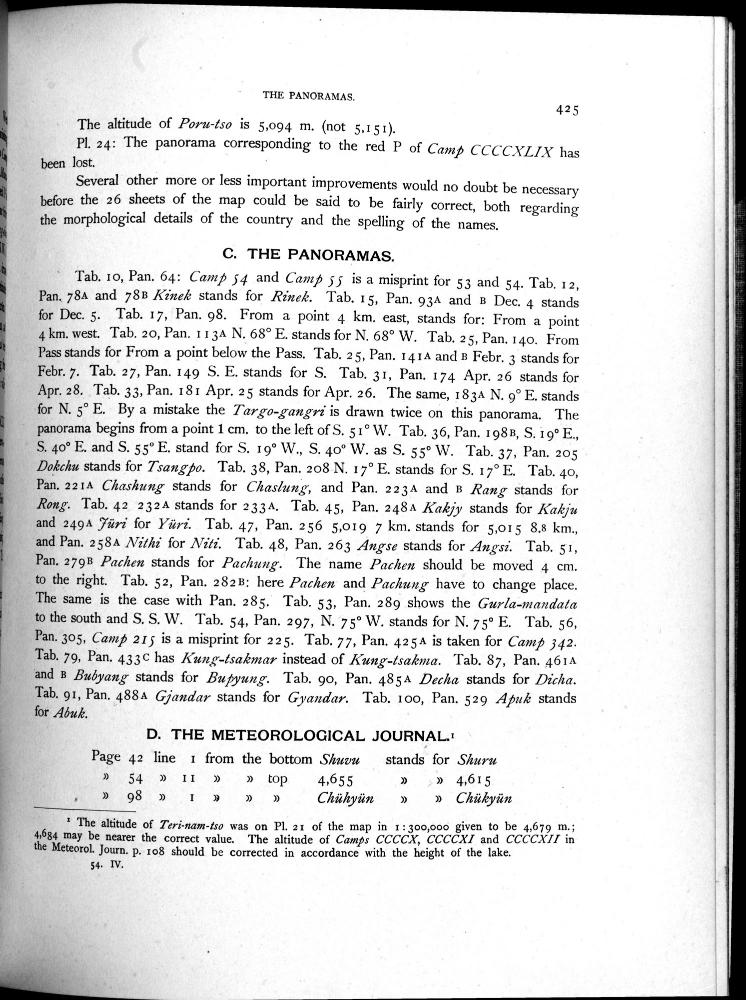 THE PANORAMAS.
425
The altitude of Poru-tso is 5,094 m. (not 5,151).
Pl. 24: The panorama corresponding to the red P of Camp CCCCXLIX has
been lost.
Several other more or less important improvements would no doubt be necessary
before the 26 sheets of the map could be said to be fairly correct, both regarding
the morphological details of the country and the spelling of the names.
C. THE PANORAMAS.
Tab. 10, Pan. 64: Camp 54 and Camp 55 is a misprint for 53 and 54. Tab. 12,
Pan. 78A and 78B Kinek stands for Rinek. Tab. 15, Pan. 93A and B Dec. 4 stands
for Dec. 5. Tab. 17, Pan. 98. From a point 4 km. east, stands for: From a point
4 km. west. Tab. 20, Pan. 113A N. 68° E. stands for N. 68° W. Tab. 25, Pan. 140. From
Pass stands for From a point below the Pass. Tab. 25, Pan. 141A and B Febr. 3 stands for
Febr. 7. Tab. 27, Pan. 149 S. E. stands for S. Tab. 31, Pan. 174 Apr. 26 stands for
Apr. 28. Tab. 33, Pan. 181 Apr. 25 stands for Apr. 26. The same, 183A N. 9° E. stands
for N. 5° E. By a mistake the Targo-gangri is drawn twice on this panorama. The
panorama begins from a point 1 cm. to the left of S. 51° W. Tab. 36, Pan. 198B, S. 19° E.,
S. 40° E. and S. 55° E. stand for S. 19° W., S. 40° W. as S. 55° W. Tab. 37, Pan. 205
Dokchu stands for Tsangpo. Tab. 38, Pan. 208 N. 17° E. stands for S. 17° E. Tab. 40,
Pan. 221A Chashung stands for Chaslung, and Pan. 223A and B Rang stands for
Rong. Tab. 42 232A stands for 233A. Tab. 45, Pan. 248A Kakjy stands for Kakju
and 249A Jüri for Yüri. Tab. 47, Pan. 256 5,019 7 km. stands for 5,015 8,8 km.,
and Pan. 258A Nithi for Niti. Tab. 48, Pan. 263 Angse stands for Angsi. Tab. 51,
Pan. 279B Pachen stands for Pachung. The name Pachen should be moved 4 cm.
to the right. Tab. 52, Pan. 282B: here Pachen and Pachung have to change place.
The same is the case with Pan. 285. Tab. 53, Pan. 289 shows the Gurla-mandata
to the south and S. S. W. Tab. 54, Pan. 297, N. 75° W. stands for N. 75° E. Tab. 56,
Pan. 305, Camp 215 is a misprint for 225. Tab. 77, Pan. 425A is taken for Camp 342.
Tab. 79, Pan. 433C has Kung-tsakmar instead of Kung-tsakma. Tab. 87, Pan. 461A
and B Bubyang stands for Bupyung. Tab. 90, Pan. 485A Decha stands for Dicha.
Tab. 91, Pan. 488A Gjandar stands for Gyandar. Tab. 100, Pan. 529 Apuk stands
for Abuk.
D. THE METEOROLOGICAL JOURNAL.¹
Page 42 line 1 from the bottom Shuvu stands for Shuru
» 54 » 11 » » top 4,655 » » 4,615
» 98 » 1 » » » Chühyün » » Chükyün
¹ The altitude of Teri-nam-tso was on Pl. 21 of the map in 1:300,000 given to be 4,679 m.;
4,684 may be nearer the correct value. The altitude of Camps CCCCX, CCCCXI and CCCCXII in
the Meteorol. Journ. p. 108 should be corrected in accordance with the height of the lake.
54. IV.